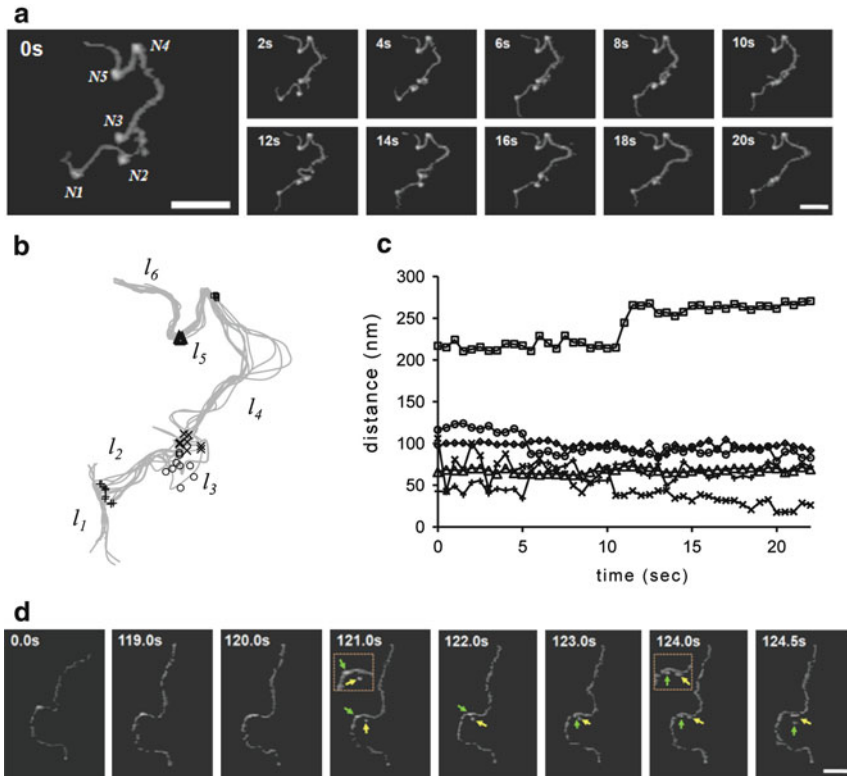 a
0s
N4
N5
N3
N1
N2
2s
4s
6s
8s
10s
12s
14s
16s
18s
20s
b
l6
l5
l4
l2
l3
l1
c
300
250
200
150
100
50
0
distance (nm)
0
5
10
15
20
time (sec)
d
0.0s
119.0s
120.0s
121.0s
122.0s
123.0s
124.0s
124.5s